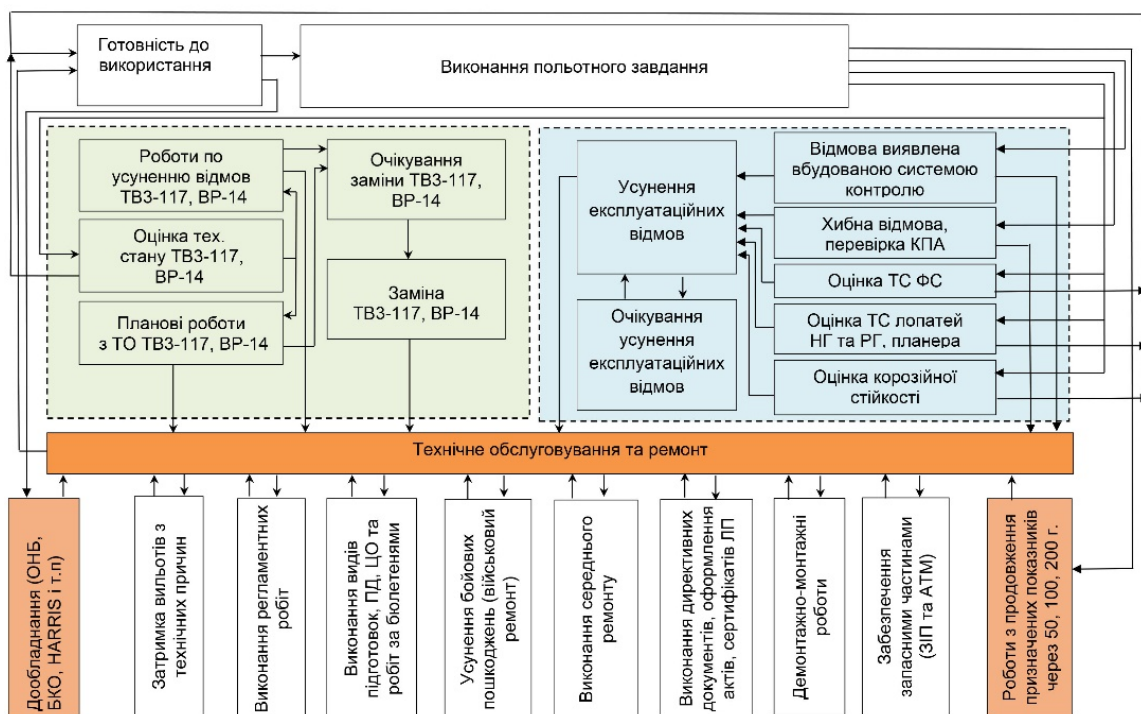 Готовність до
використання
Виконання польотного завдання
Роботи по
усуненню відмов
ТВ3-117, ВР-14
Оцінка тех.
стану ТВ3-117,
ВР-14
Планові роботи
з ТО ТВ3-117, ВР-14
Очікування
заміни ТВ3-117,
ВР-14
Заміна
ТВ3-117, ВР-14
Усунення
експлуатаційних
відмов
Очікування
усунення
експлуатаційних
відмов
Відмова виявлена
вбудованою системою
контролю
Хибна відмова,
перевірка КПА
Оцінка ТС ФС
Оцінка ТС лопатей
НГ та РГ, планера
Оцінка корозійної
стійкості
Технічне обслуговування та ремонт
Дообладнання (ОНБ,
БКО, HARRIS і т.п)
Затримка вильотів з
технічних причин
Виконання регламентних
робіт
Виконання видів
підготовок, ПД, ЦО та
робіт за бюлетенями
Усунення бойових
пошкоджень (військовий
ремонт)
Виконання середнього
ремонту
Виконання директивних
документів, оформлення
актів, сертифікатів ЛП
Демонтажно-монтажні
роботи
Забезпечення
запасними частинами
(ЗІП та АТМ)
Роботи з продовження
призначених показників
через 50, 100, 200 г.